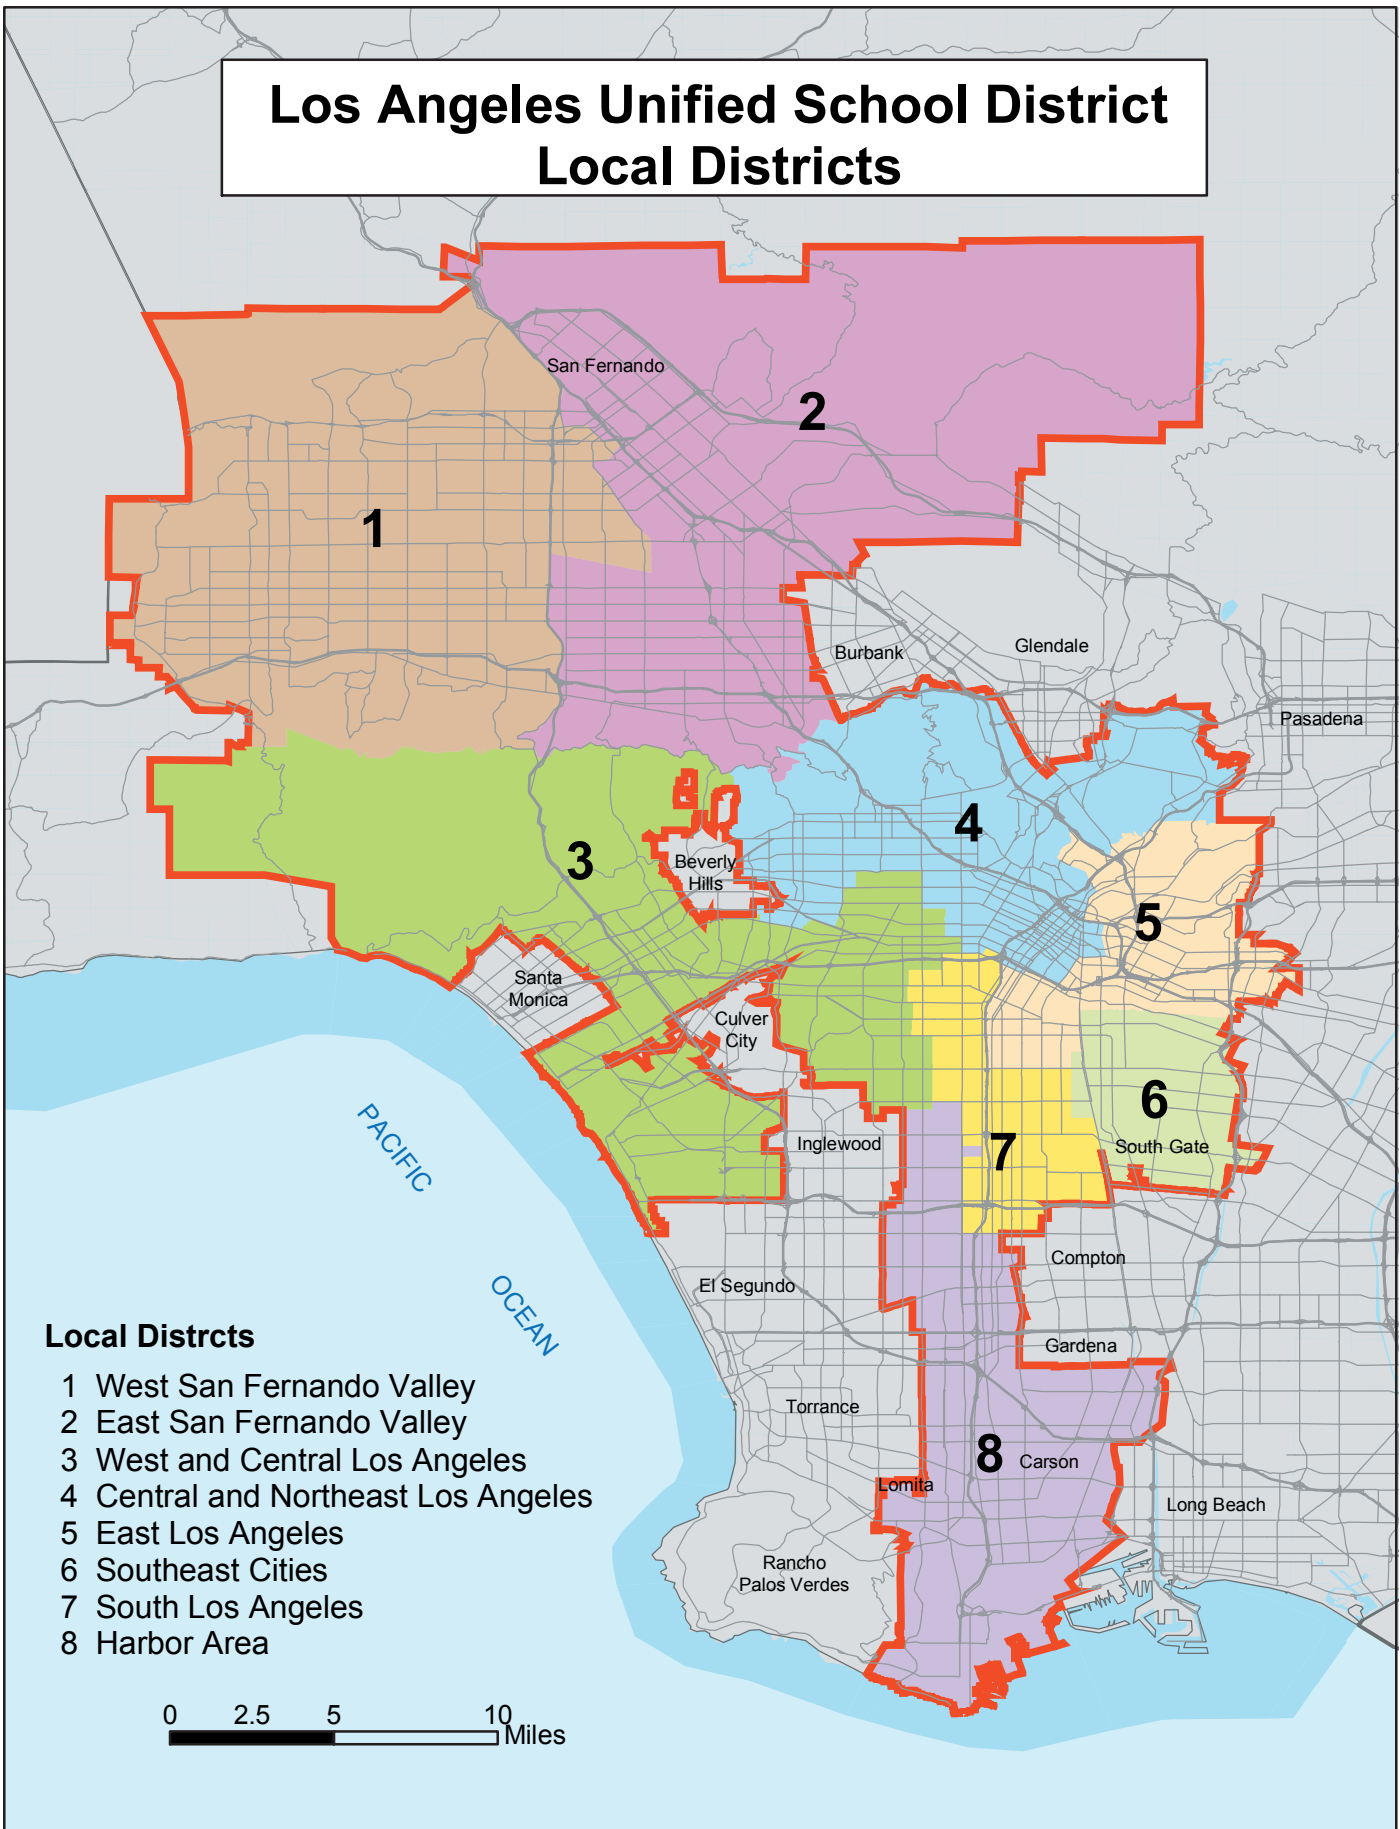 Los Angeles Unified School District
Local Districts
San Fernando
2
1
Burbank
Glendale
Pasadena
4
3
Beverly
Hills
5
Santa
Monica
Culver
City
6
PACIFIC
Inglewood
7
South Gate
Compton
El Segundo
OCEAN
Gardena
Torrance
8
Carson
Lomita
Long Beach
Rancho
Palos Verdes
Local Distrcts
1 West San Fernando Valley
2 East San Fernando Valley
3 West and Central Los Angeles
4 Central and Northeast Los Angeles
5 East Los Angeles
6 Southeast Cities
7 South Los Angeles
8 Harbor Area
0 2.5 5 10
Miles